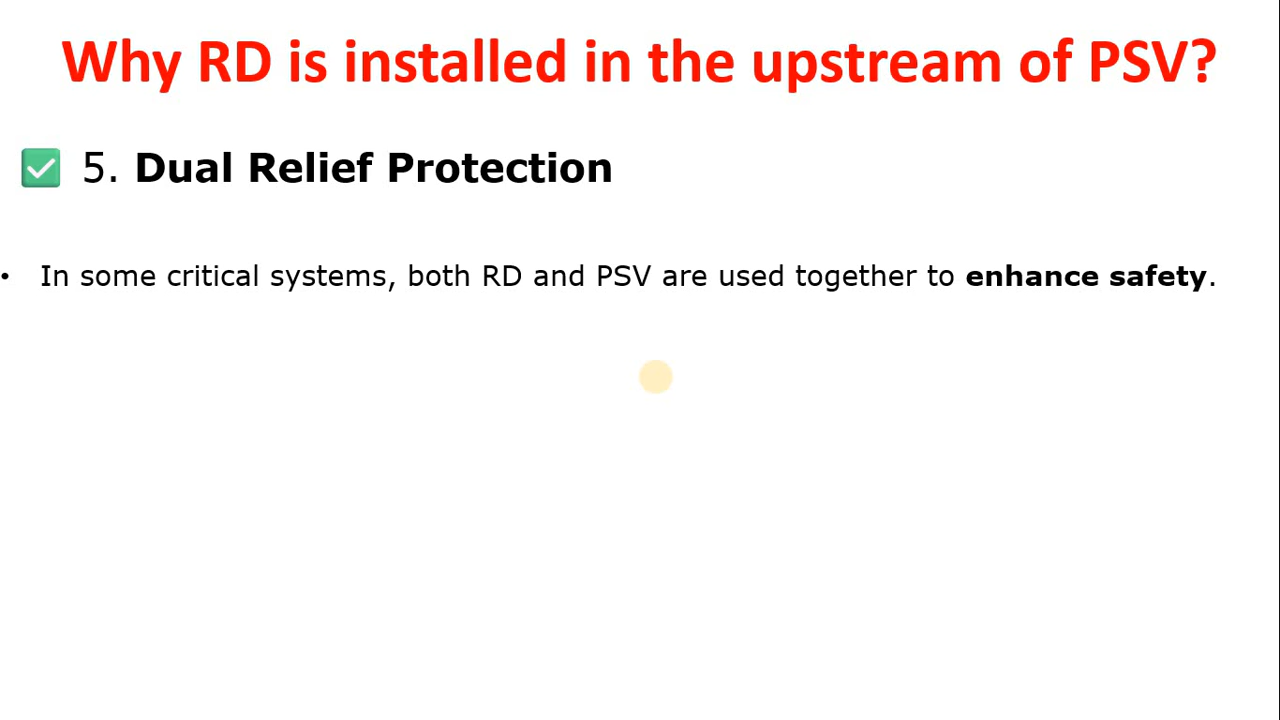 Why RD is installed in the upstream of PSV?
✅ 5. Dual Relief Protection
• In some critical systems, both RD and PSV are used together to enhance safety.